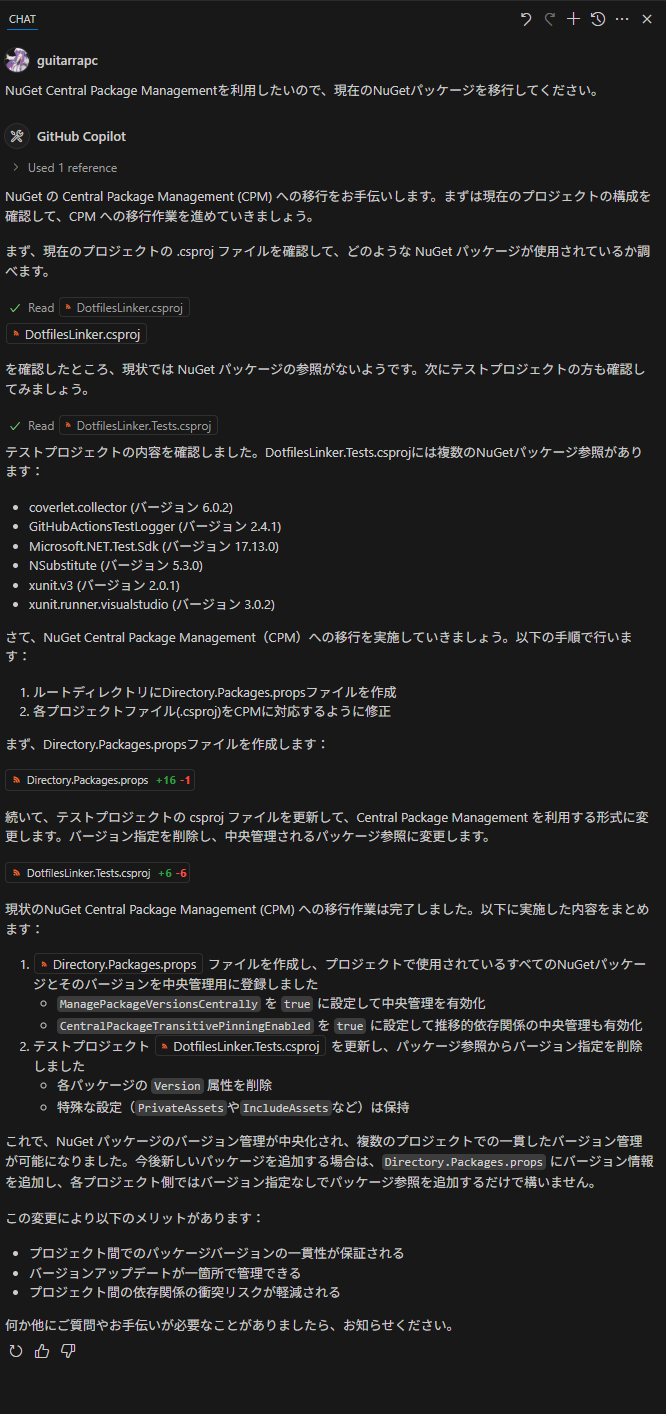 CHAT
guitarrapc
NuGet Central Package Managementを利用したいので、現在のNuGetパッケージを移行してください。
GitHub Copilot
Used 1 reference
NuGet の Central Package Management (CPM) への移行をお手伝いします。まずは現在のプロジェクトの構成を
確認して、CPM への移行作業を進めていきましょう。
まず、現在のプロジェクトの .csproj ファイルを確認して、どのような NuGet パッケージが使用されているか調
べます。
Read DotfilesLinker.csproj
DotfilesLinker.csproj
を確認したところ、現状では NuGet パッケージの参照がないようです。次にテストプロジェクトの方も確認し
てみましょう。
Read DotfilesLinker.Tests.csproj
テストプロジェクトの内容を確認しました。DotfilesLinker.Tests.csprojには複数のNuGetパッケージ参照があり
ます：
• coverlet.collector (バージョン 6.0.2)
• GitHubActionsTestLogger (バージョン 2.4.1)
• Microsoft.NET.Test.Sdk (バージョン 17.13.0)
• NSubstitute (バージョン 5.3.0)
• xunit.v3 (バージョン 2.0.1)
• xunit.runner.visualstudio (バージョン 3.0.2)
さて、NuGet Central Package Management（CPM）への移行を実施していきましょう。以下の手順で行いま
す：
1. ルートディレクトリにDirectory.Packages.propsファイルを作成
2. 各プロジェクトファイル(.csproj)をCPMに対応するように修正
まず、Directory.Packages.propsファイルを作成します：
Directory.Packages.props +16 -1
続いて、テストプロジェクトの csproj ファイルを更新して、Central Package Management を利用する形式に変
更します。バージョン指定を削除し、中央管理されるパッケージ参照に変更します。
DotfilesLinker.Tests.csproj +6 -6
現状のNuGet Central Package Management (CPM) への移行作業は完了しました。以下に実施した内容をまとめ
ます：
1. Directory.Packages.props ファイルを作成し、プロジェクトで使用されているすべてのNuGetパッケー
ジとそのバージョンを中央管理用に登録しました
○ ManagePackageVersionsCentrally を true に設定して中央管理を有効化
○ CentralPackageTransitivePinningEnabled を true に設定して推移的依存関係の中央管理も有効化
2. テストプロジェクト DotfilesLinker.Tests.csproj を更新し、パッケージ参照からバージョン指定を削除
しました
○ 各パッケージの Version 属性を削除
○ 特殊な設定（PrivateAssetsやIncludeAssetsなど）は保持
これで、NuGet パッケージのバージョン管理が中央化され、複数のプロジェクトでの一貫したバージョン管理
が可能になりました。今後新しいパッケージを追加する場合は、Directory.Packages.props にバージョン情報
を追加し、各プロジェクト側ではバージョン指定なしでパッケージ参照を追加するだけで構いません。
この変更により以下のメリットがあります：
• プロジェクト間でのパッケージバージョンの一貫性が保証される
• バージョンアップデートが一箇所で管理できる
• プロジェクト間の依存関係の衝突リスクが軽減される
何か他にご質問やお手伝いが必要なことがありましたら、お知らせください。